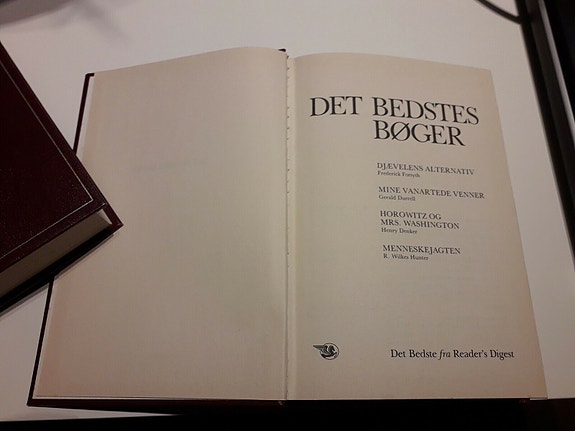 DET BEDSTES
BØGER
DJÆVELENS ALTERNATIV
Frederick Forsyth
MINE VANARTEDE VENNER
Gerald Durrell
HOROWITZ OG
MRS. WASHINGTON
Henry Denker
MENNESKEJAGTEN
R. Wilkes Hunter
Det Bedste fra Reader's Digest